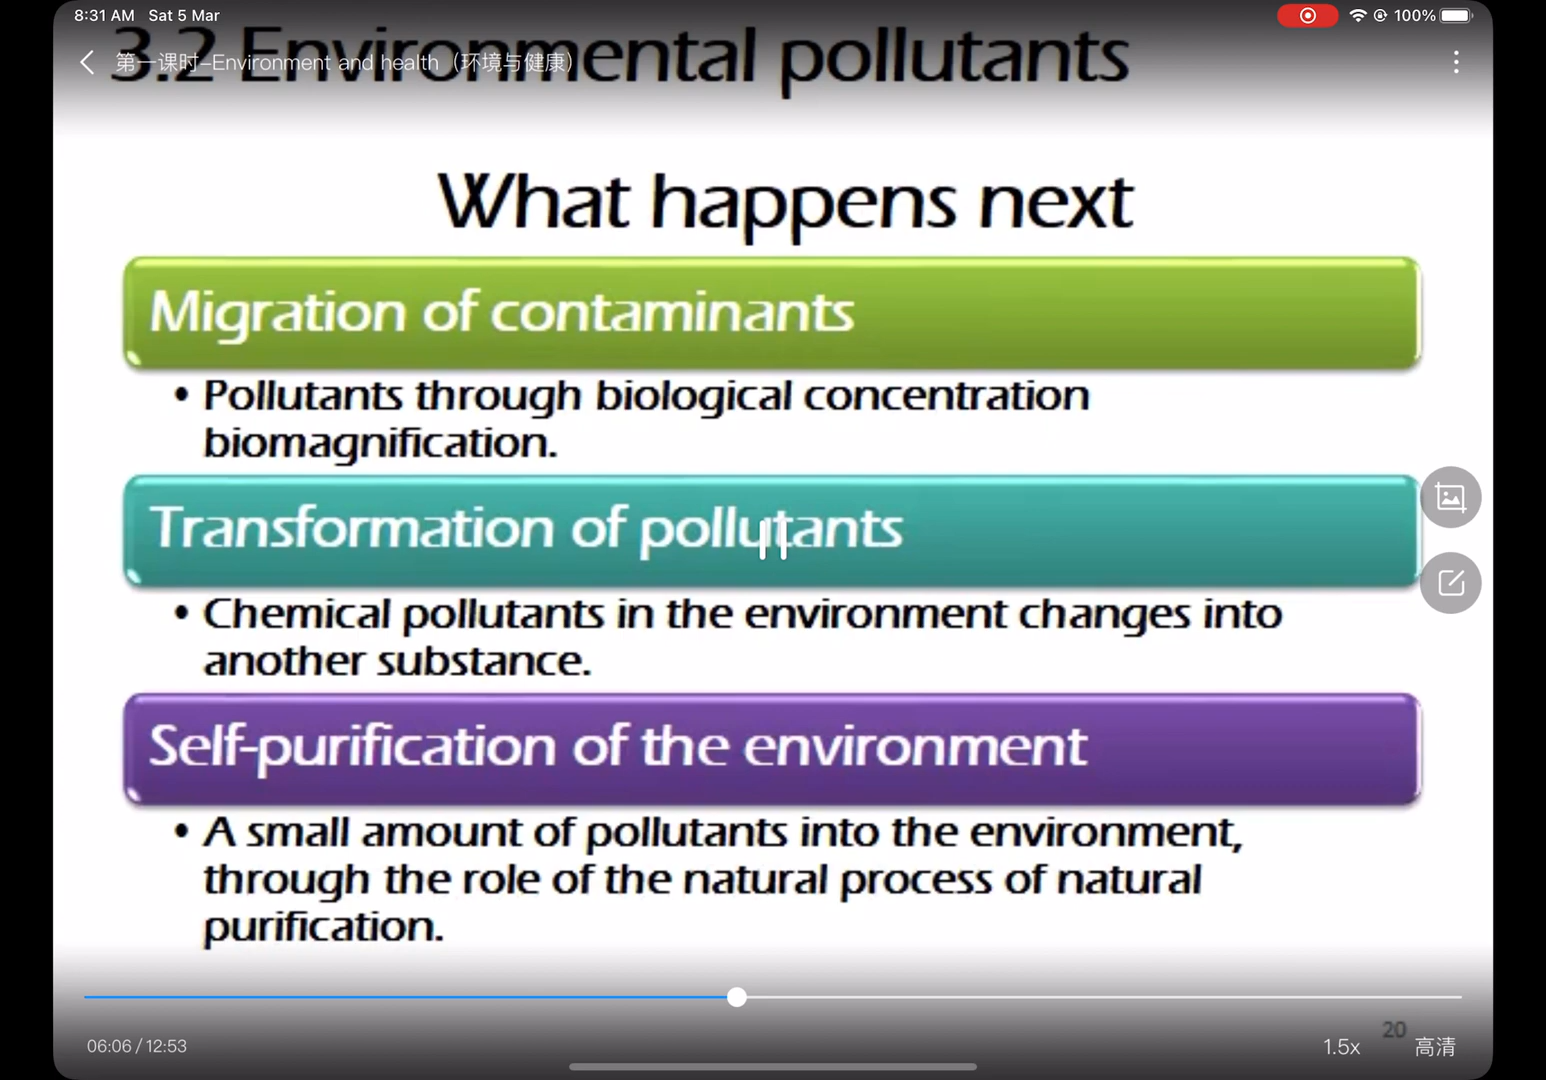 8:31 AM Sat 5 Mar
100%
3.2 Environmental pollutants
第一课时–Environment and health（环境与健康）
What happens next
Migration of contaminants
• Pollutants through biological concentration
biomagnification.
Transformation of pollutants
• Chemical pollutants in the environment changes into
another substance.
Self-purification of the environment
• A small amount of pollutants into the environment,
through the role of the natural process of natural
purification.
20
06:06 / 12:53
1.5x
高清